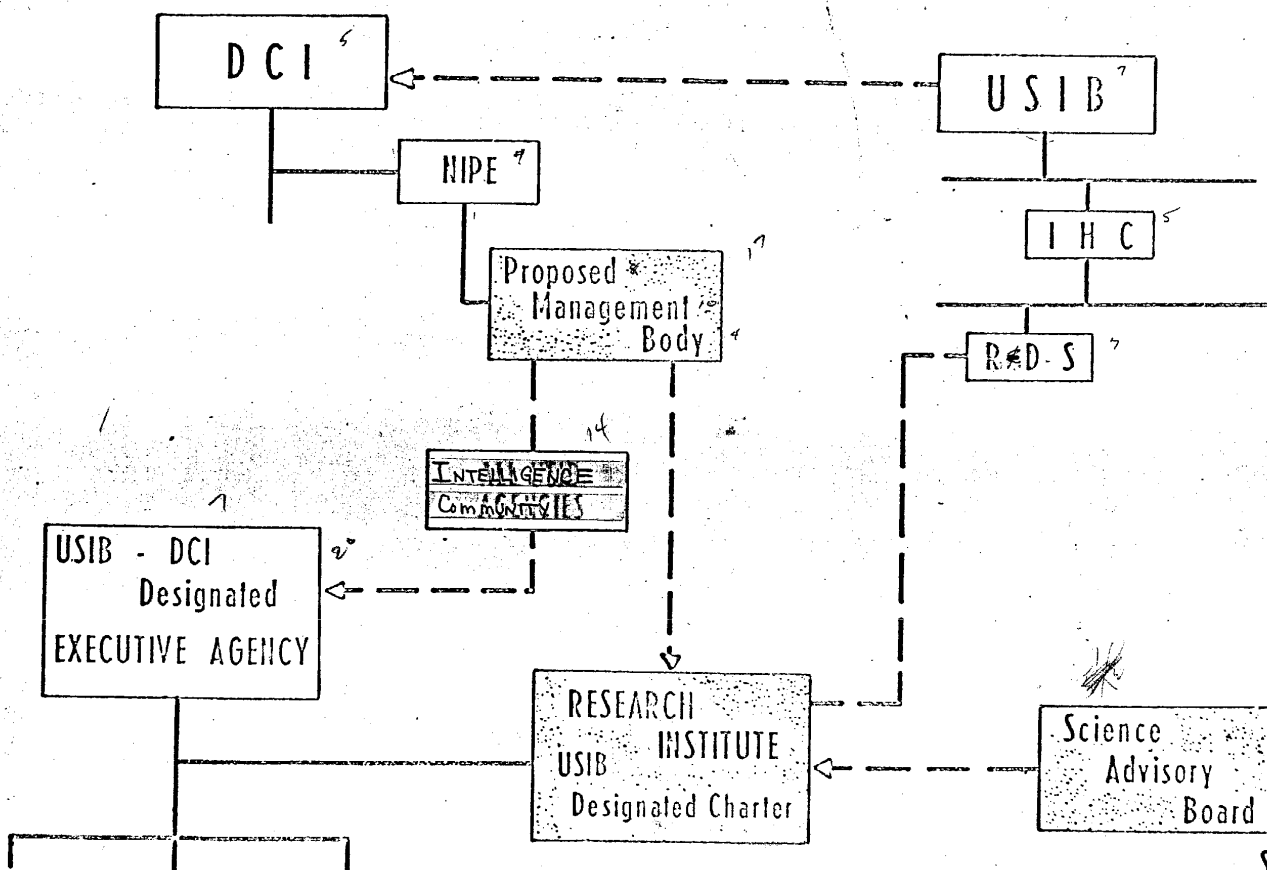 DCI
USIB
NIPE
IHC
Proposed *
Management
Body
R&D-S
14
INTELLIGENCE
COMMUNITIES
USIB - DCI
Designated
EXECUTIVE AGENCY
RESEARCH
INSTITUTE
USIB
Designated Charter
Science
Advisory
Board